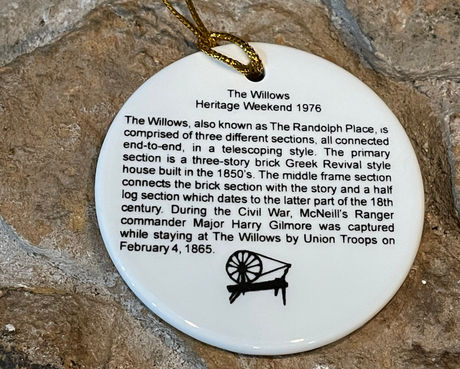 The Willows
Heritage Weekend 1976
The Willows, also known as The Randolph Place, is
comprised of three different sections, all connected
end-to-end, in a telescoping style. The primary
section is a three-story brick Greek Revival style
house built in the 1850's. The middle frame section
connects the brick section with the story and a half
log section which dates to the latter part of the 18th
century. During the Civil War, McNeill's Ranger
commander Major Harry Gilmore was captured
while staying at The Willows by Union Troops on
February 4, 1865.